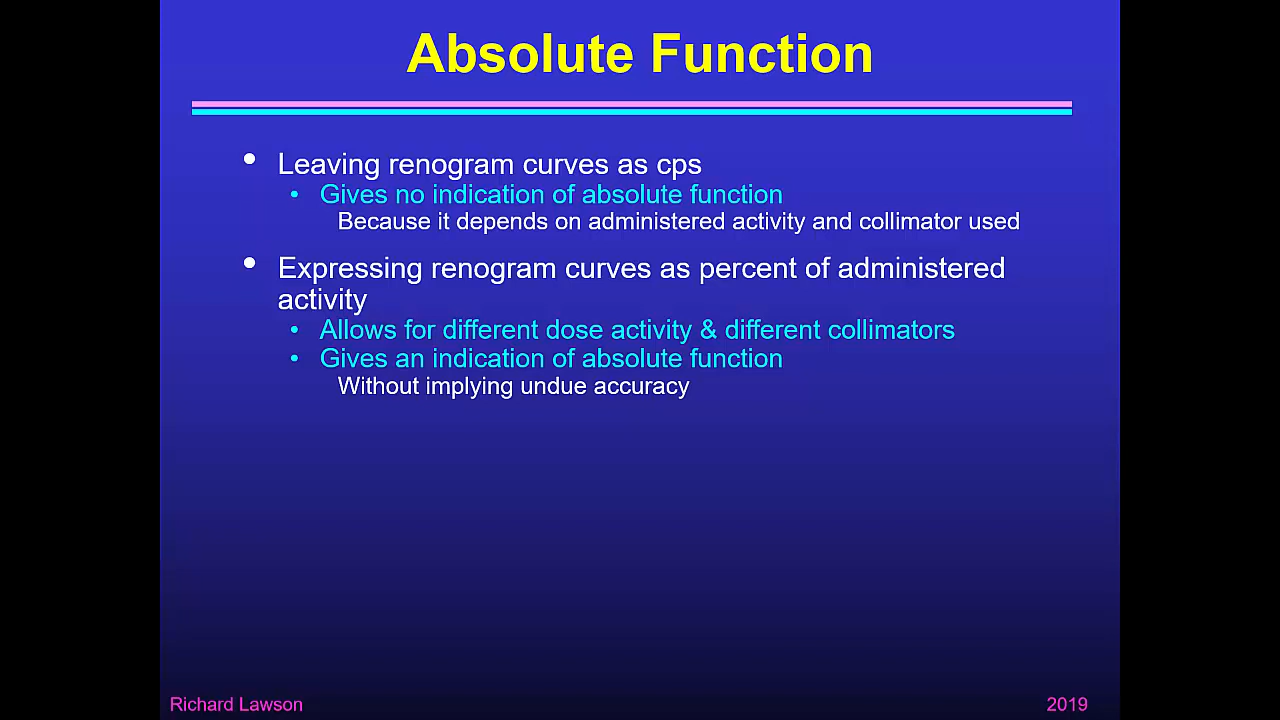 Absolute Function
• Leaving renogram curves as cps
• Gives no indication of absolute function
Because it depends on administered activity and collimator used
• Expressing renogram curves as percent of administered
activity
• Allows for different dose activity & different collimators
• Gives an indication of absolute function
Without implying undue accuracy
Richard Lawson
2019